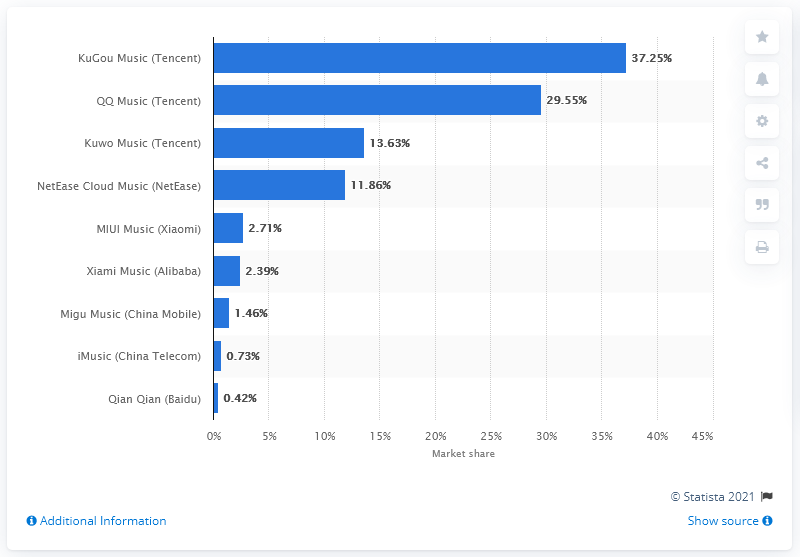 KuGou Music (Tencent) 37.25%
QQ Music (Tencent) 29.55%
Kuwo Music (Tencent) 13.63%
NetEase Cloud Music (NetEase) 11.86%
MIUI Music (Xiaomi) 2.71%
Xiami Music (Alibaba) 2.39%
Migu Music (China Mobile) 1.46%
iMusic (China Telecom) 0.73%
Qian Qian (Baidu) 0.42%
0% 5% 10% 15% 20% 25% 30% 35% 40% 45%
Market share
© Statista 2021
Additional Information Show source